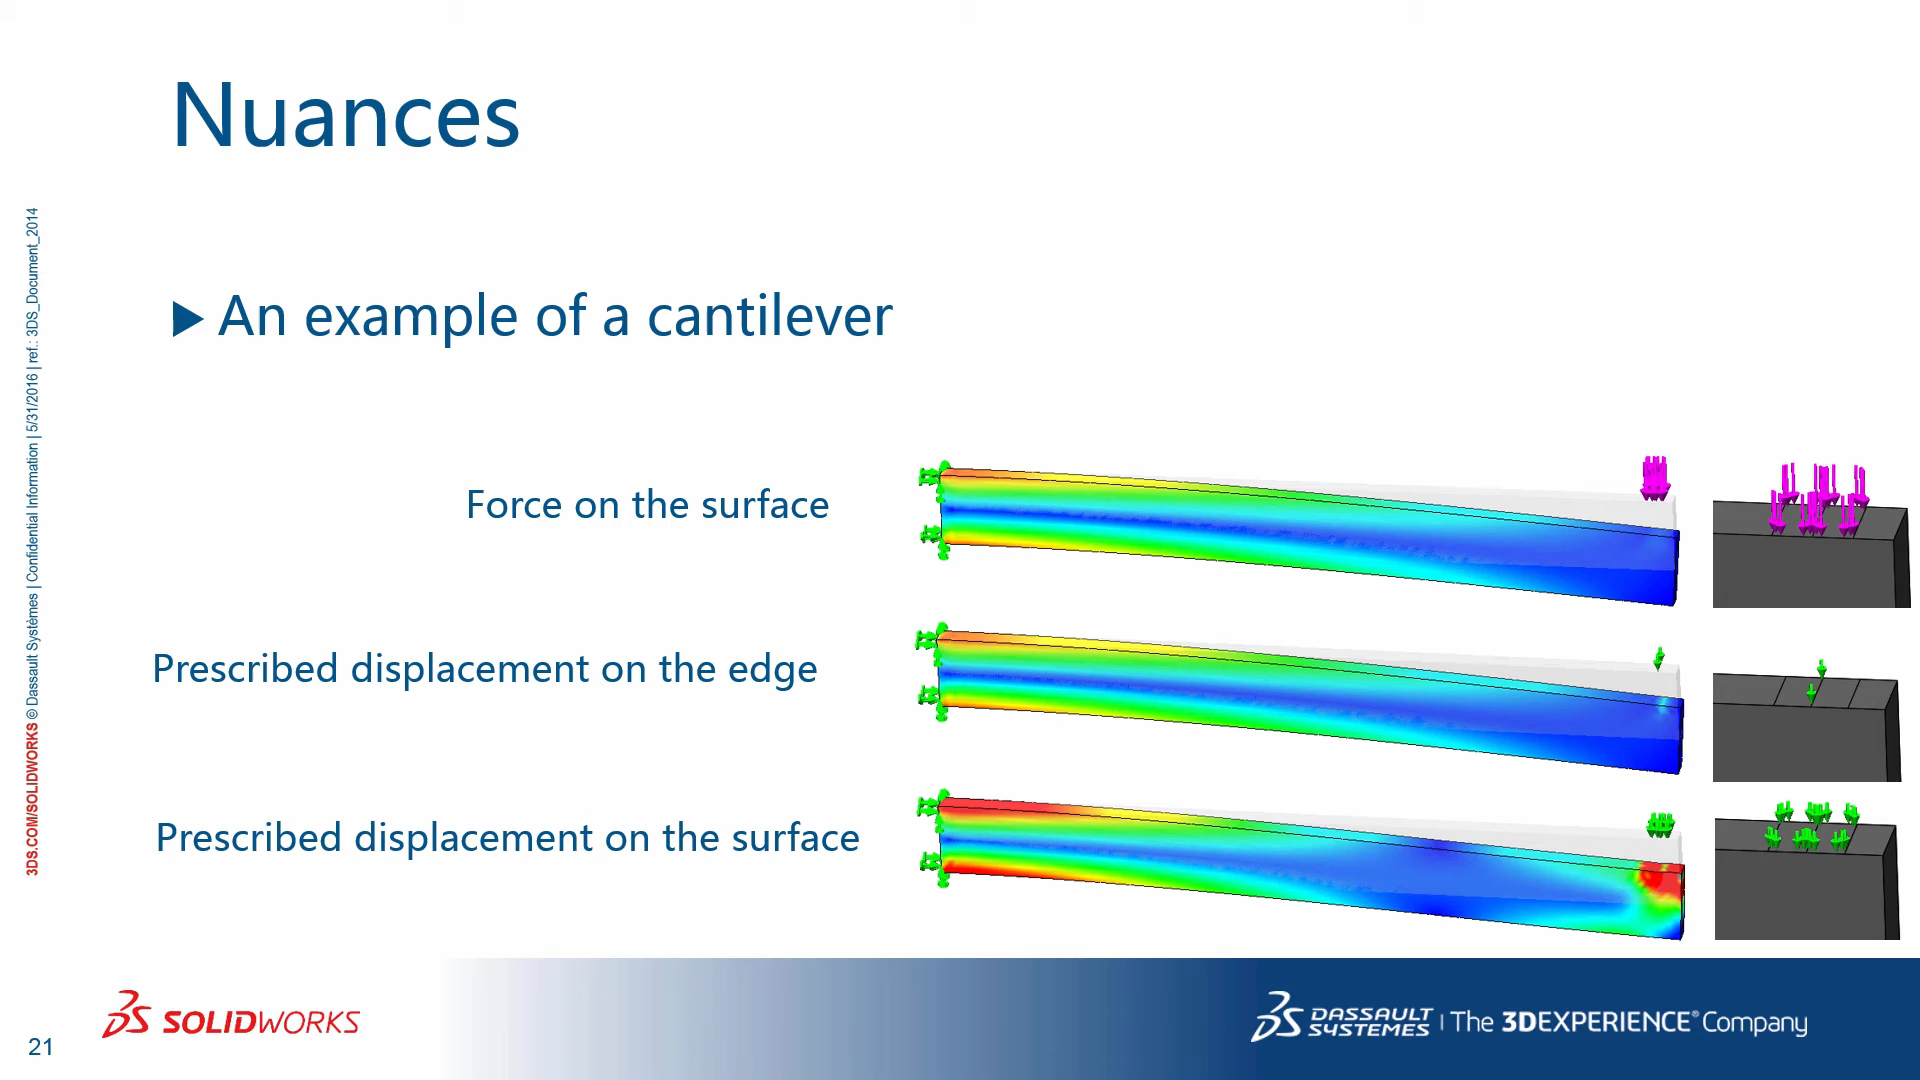 Nuances
An example of a cantilever
Force on the surface
Prescribed displacement on the edge
Prescribed displacement on the surface
3DS.COM/SOLIDWORKS © Dassault Systèmes | Confidential Information | 5/31/2016 | ref.: 3DS_Document_2014
21
SOLIDWORKS
DASSAULT SYSTEMES | The 3DEXPERIENCE® Company